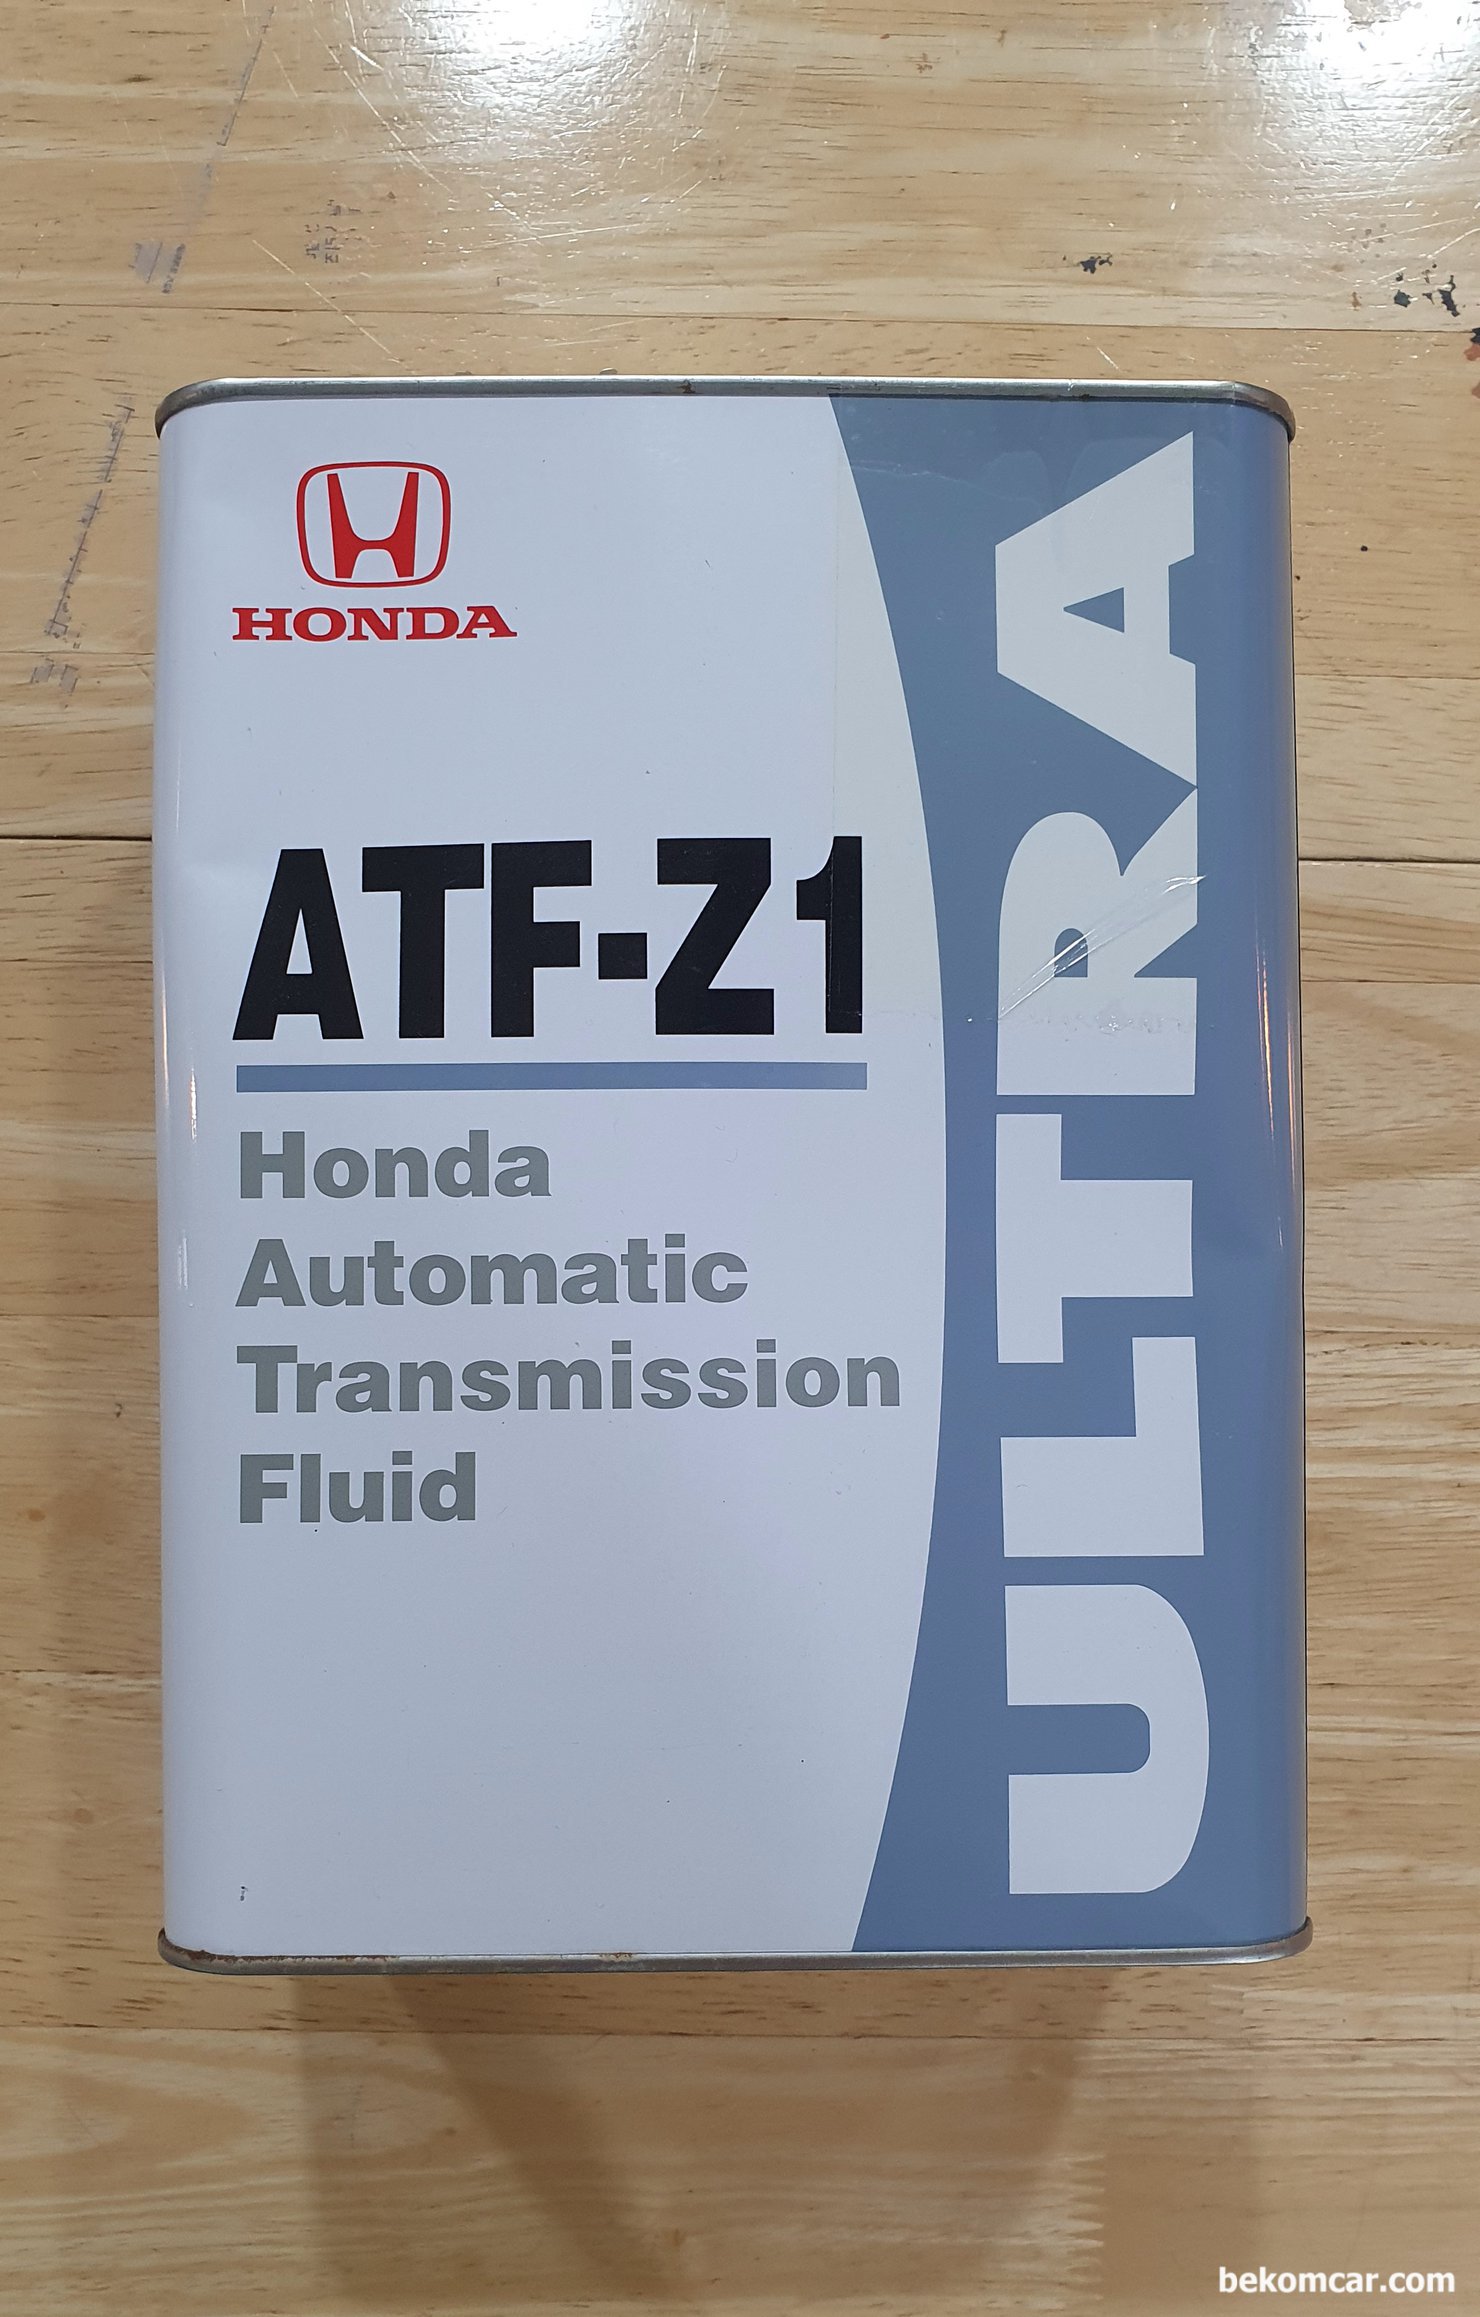 HONDA
ATF-Z1
Honda
Automatic
Transmission
Fluid
ULTRA
bekomcar.com